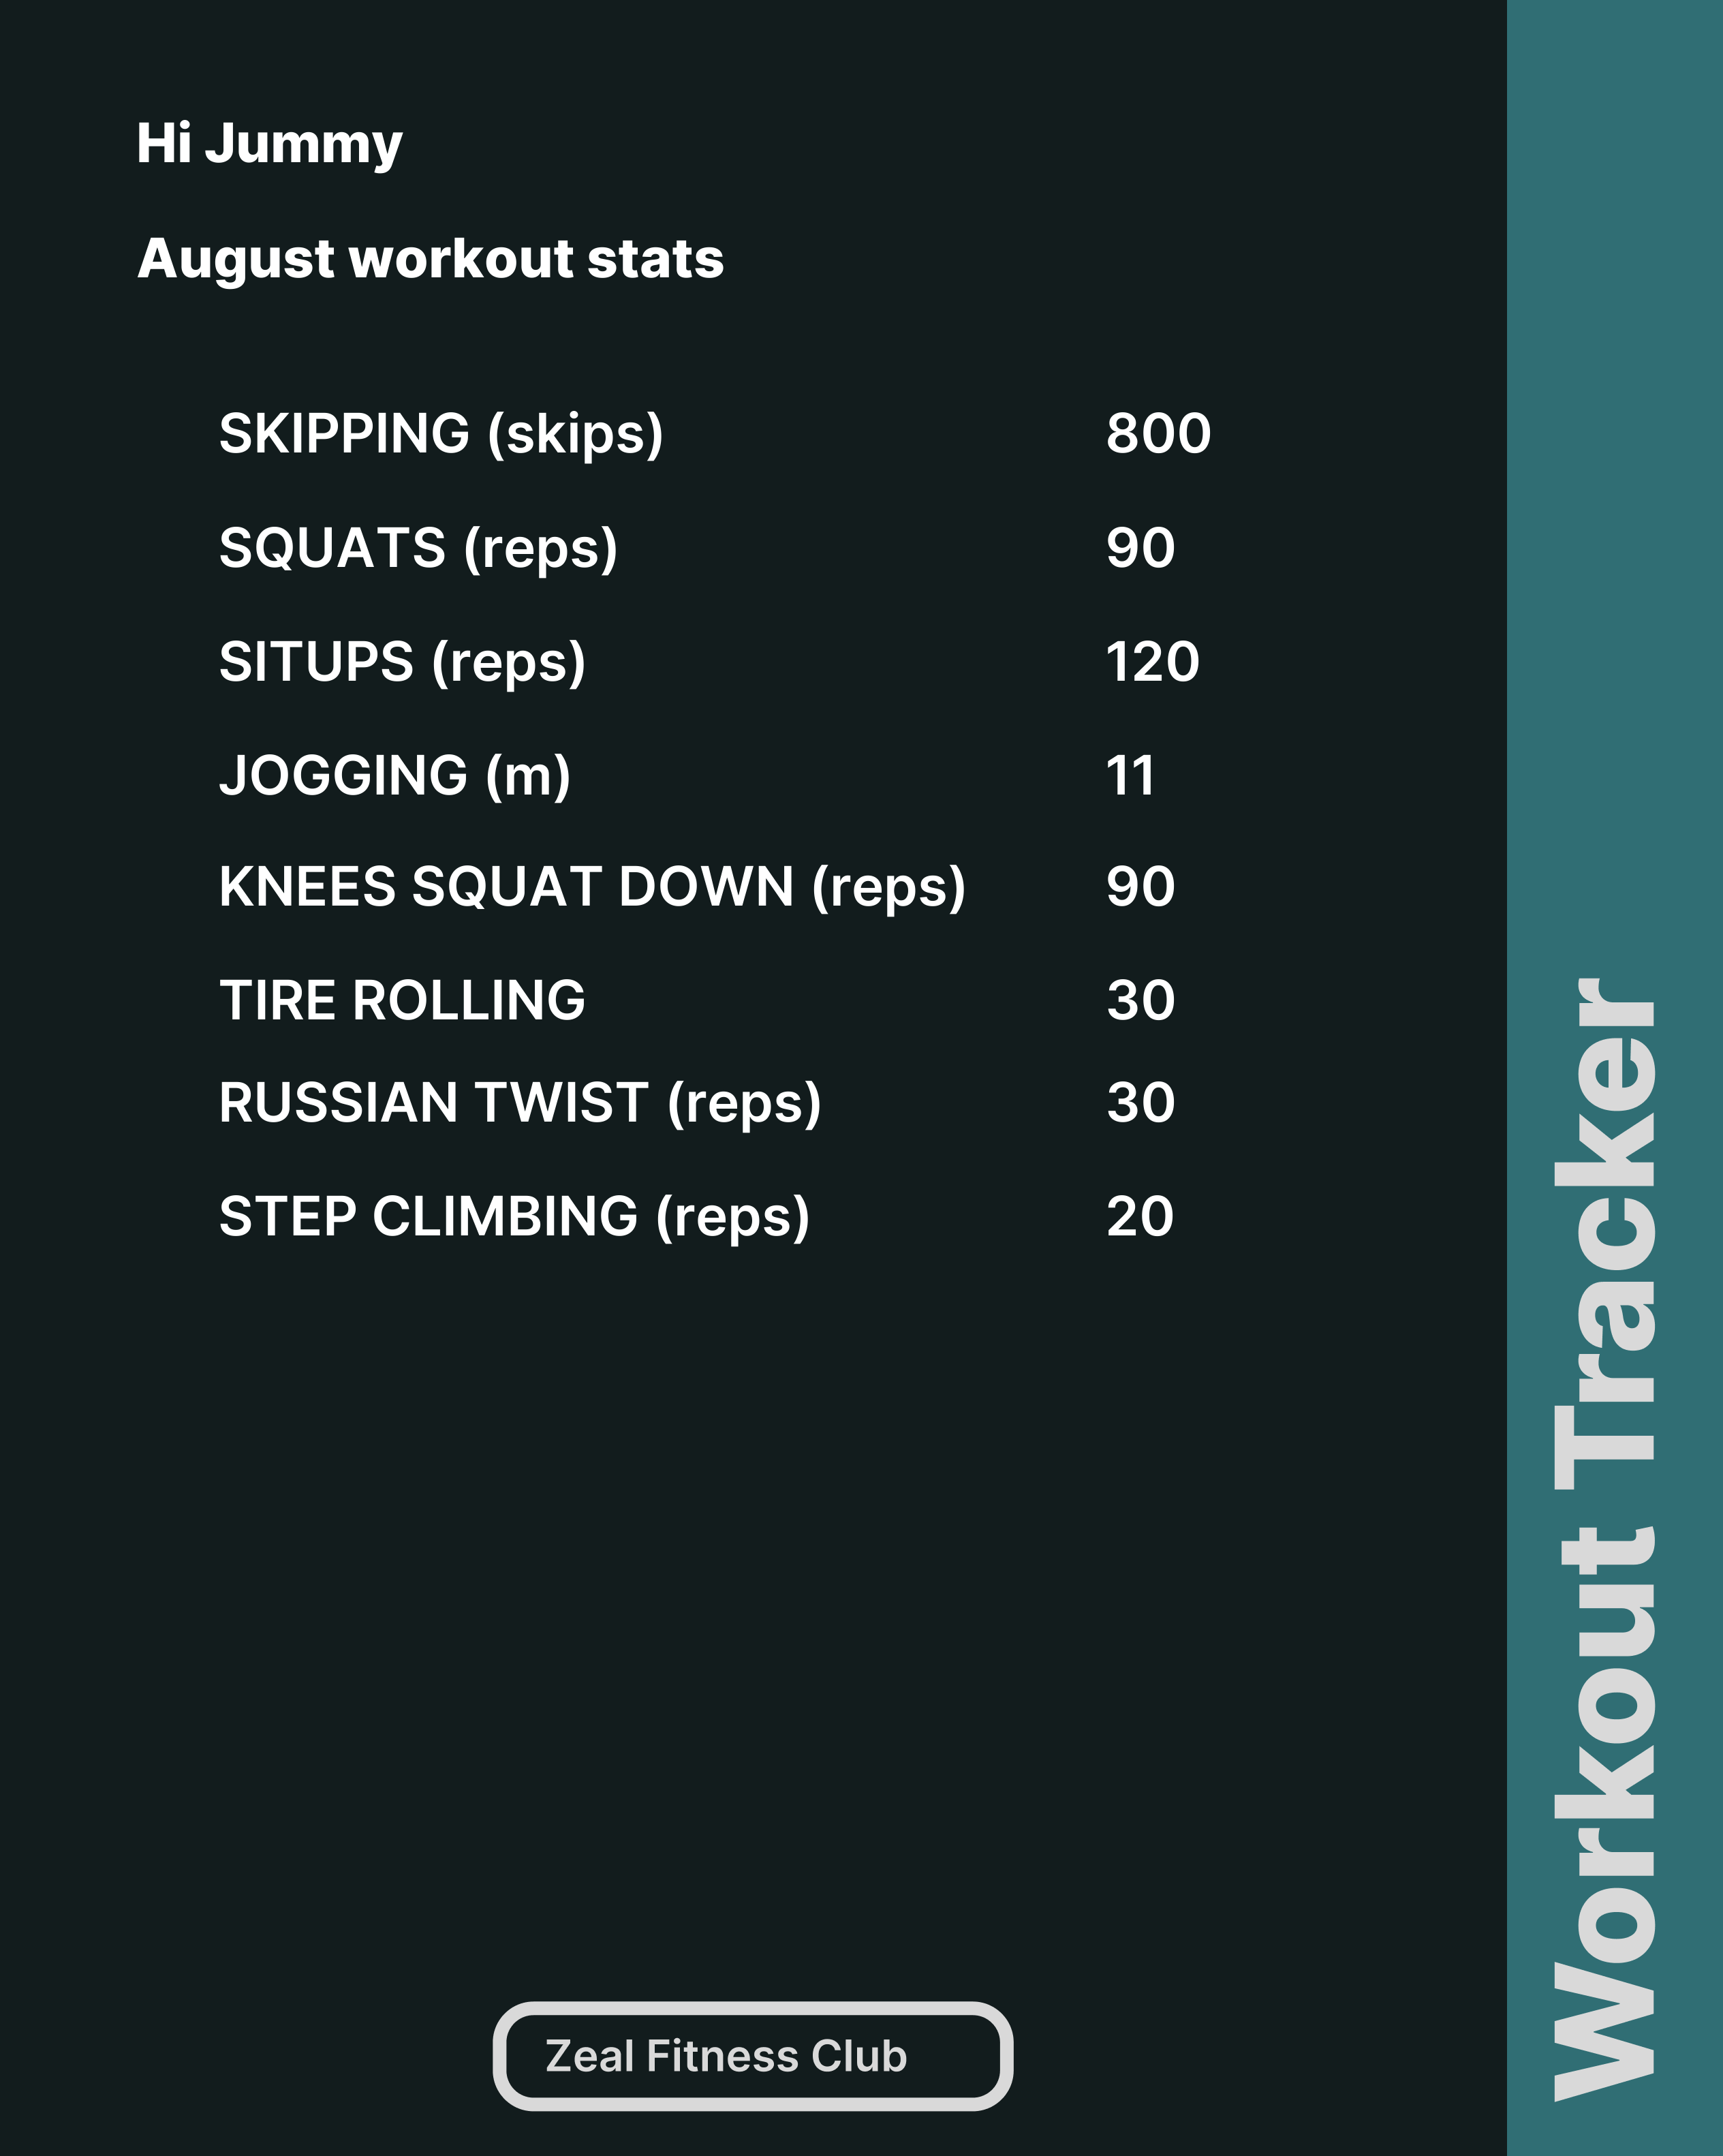 Hi Jummy
August workout stats
SKIPPING (skips) 800
SQUATS (reps) 90
SITUPS (reps) 120
JOGGING (m) 11
KNEES SQUAT DOWN (reps) 90
TIRE ROLLING 30
RUSSIAN TWIST (reps) 30
STEP CLIMBING (reps) 20
Zeal Fitness Club
Workout Tracker